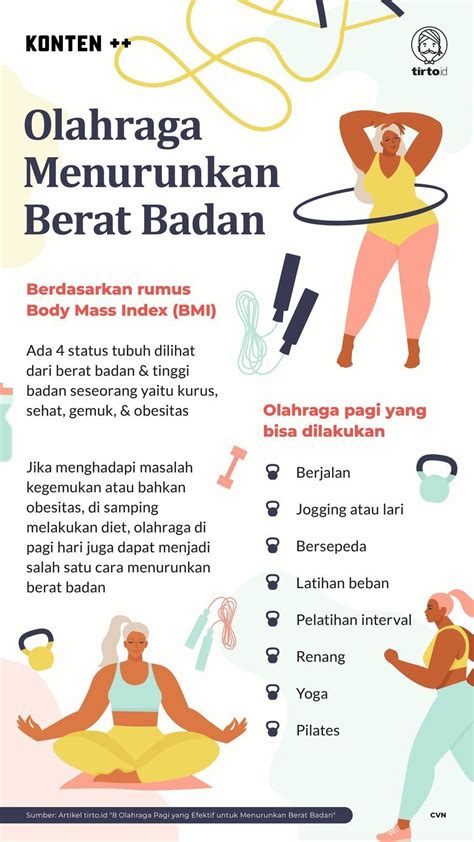 KONTEN ++
tirto.id
Olahraga
Menurunkan
Berat Badan
Berdasarkan rumus
Body Mass Index (BMI)
Ada 4 status tubuh dilihat
dari berat badan & tinggi
badan seseorang yaitu kurus,
sehat, gemuk, & obesitas
Jika menghadapi masalah
kegemukan atau bahkan
obesitas, di samping
melakukan diet, olahraga di
pagi hari juga dapat menjadi
salah satu cara menurunkan
berat badan
Olahraga pagi yang
bisa dilakukan
Berjalan
Jogging atau lari
Bersepeda
Latihan beban
Pelatihan interval
Renang
Yoga
Pilates
Sumber: Artikel tirto.id "8 Olahraga Pagi yang Efektif untuk Menurunkan Berat Badan"
CVN